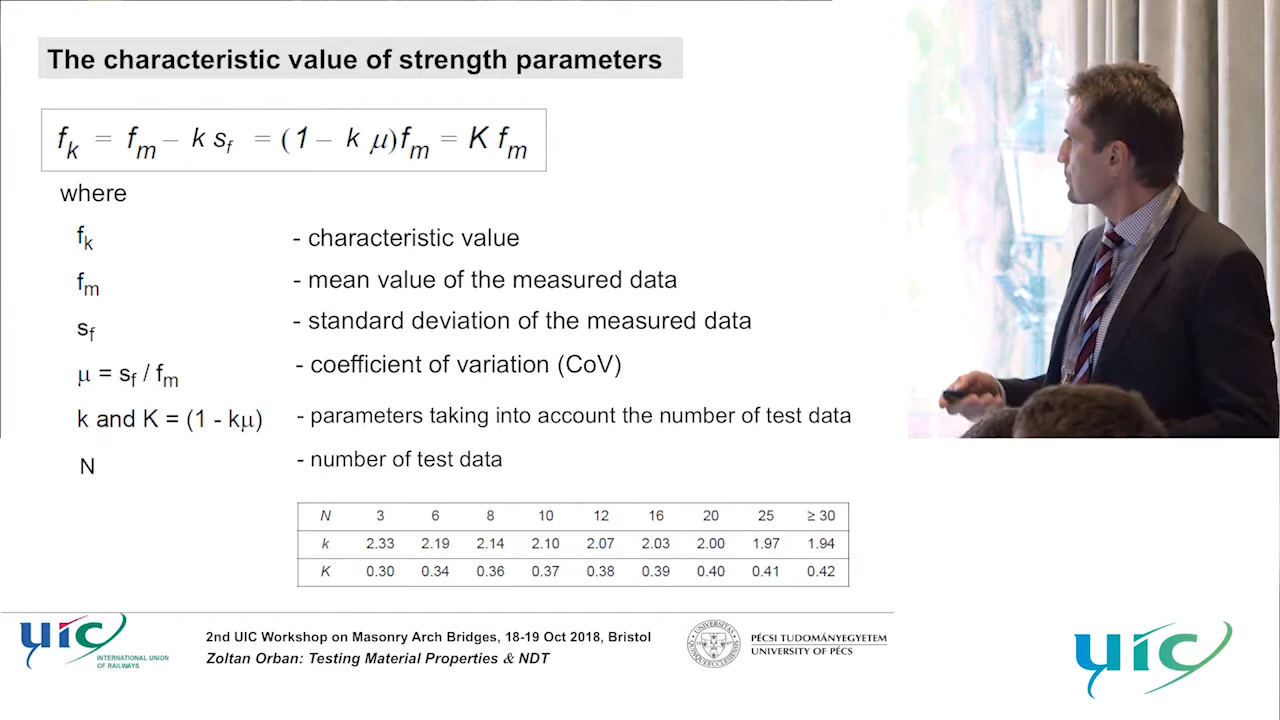 The characteristic value of strength parameters
fk = fm − k sf = (1 − k μ)fm = K fm
where
fk - characteristic value
fm - mean value of the measured data
sf - standard deviation of the measured data
μ = sf / fm - coefficient of variation (CoV)
k and K = (1 - kμ) - parameters taking into account the number of test data
N - number of test data
N 3 6 8 10 12 16 20 25 ≥ 30
k 2.33 2.19 2.14 2.10 2.07 2.03 2.00 1.97 1.94
K 0.30 0.34 0.36 0.37 0.38 0.39 0.40 0.41 0.42
uic
INTERNATIONAL UNION
OF RAILWAYS
2nd UIC Workshop on Masonry Arch Bridges, 18-19 Oct 2018, Bristol
Zoltan Orban: Testing Material Properties & NDT
PÉCSI TUDOMÁNYEGYETEM
UNIVERSITY OF PÉCS
uic